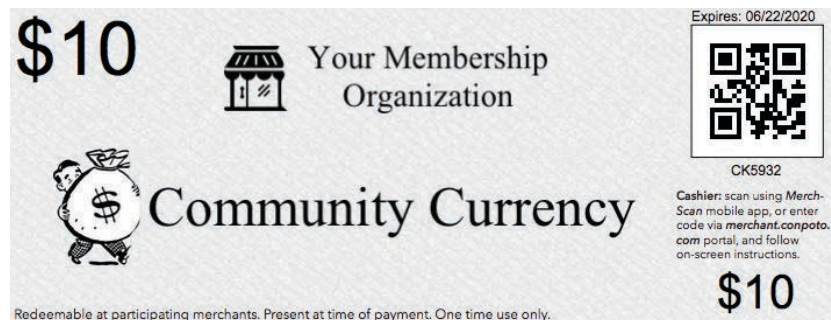 $10
Your Membership
Organization
$
Community Currency
Redeemable at participating merchants. Present at time of payment. One time use only.
Expires: 06/22/2020
CK5932
Cashier: scan using Merch-
Scan mobile app, or enter
code via merchant.conpoto.
com portal, and follow
on-screen instructions.
$10